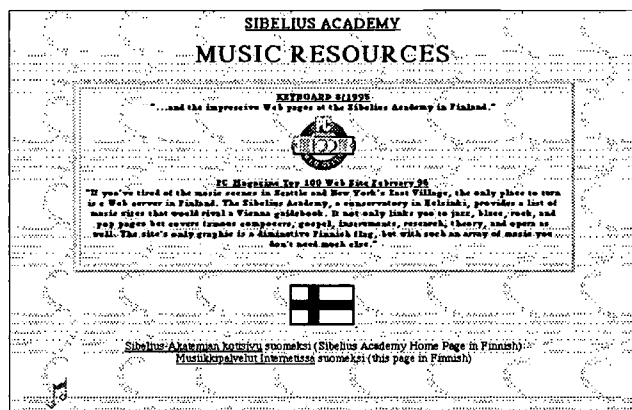 SIBELIUS ACADEMY
MUSIC RESOURCES
KEYBOARD 8/1995
"...and the impressive Web pages at the Sibelius Academy in Finland."
100
PC Magazine Top 100 Web Site February 96
"If you've tired of the music scenes in Seattle and New York's East Village, the only place to turn
is a Web server in Finland. The Sibelius Academy, a conservatory in Helsinki, provides a list of
music sites that would rival a Vienna guidebook. It not only links you to jazz, blues, rock, and
pop pages but covers famous composers, gospel, instruments, research, theory, and opera as
well. The site's only graphic is a diminutive Finnish flag, but with such an array of music you
don't need much else."
Sibelius-Akatemian kotisivu suomeksi (Sibelius Academy Home Page in Finnish)
Musiikkipalvelut Internetissä suomeksi (this page in Finnish)